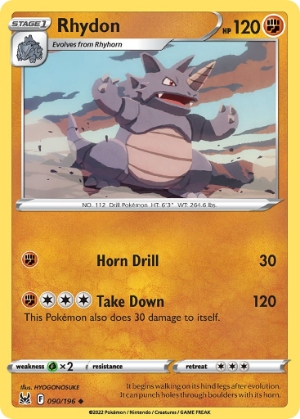 STAGE 1
Rhydon
HP 120
Evolves from Rhyhorn
NO. 112 Drill Pokémon HT: 6'3" WT: 264.6 lbs.
Horn Drill 30
Take Down 120
This Pokémon also does 30 damage to itself.
weakness ×2 resistance retreat
Illus. HYOGONOSUKE
090/196
It begins walking on its hind legs after evolution.
It can punch holes through boulders with its horn.
©2022 Pokémon / Nintendo / Creatures / GAME FREAK